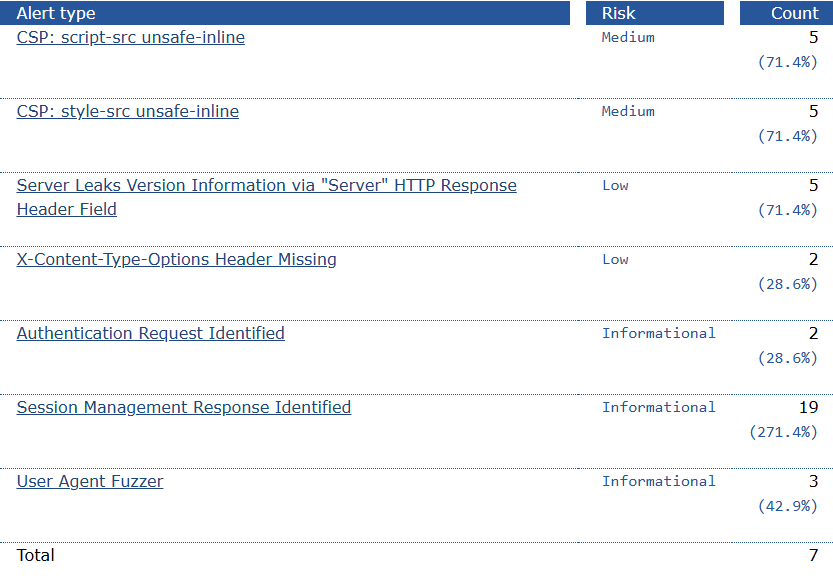 Alert type Risk Count
CSP: script-src unsafe-inline Medium 5
(71.4%)
CSP: style-src unsafe-inline Medium 5
(71.4%)
Server Leaks Version Information via "Server" HTTP Response Low 5
Header Field (71.4%)
X-Content-Type-Options Header Missing Low 2
(28.6%)
Authentication Request Identified Informational 2
(28.6%)
Session Management Response Identified Informational 19
(271.4%)
User Agent Fuzzer Informational 3
(42.9%)
Total 7